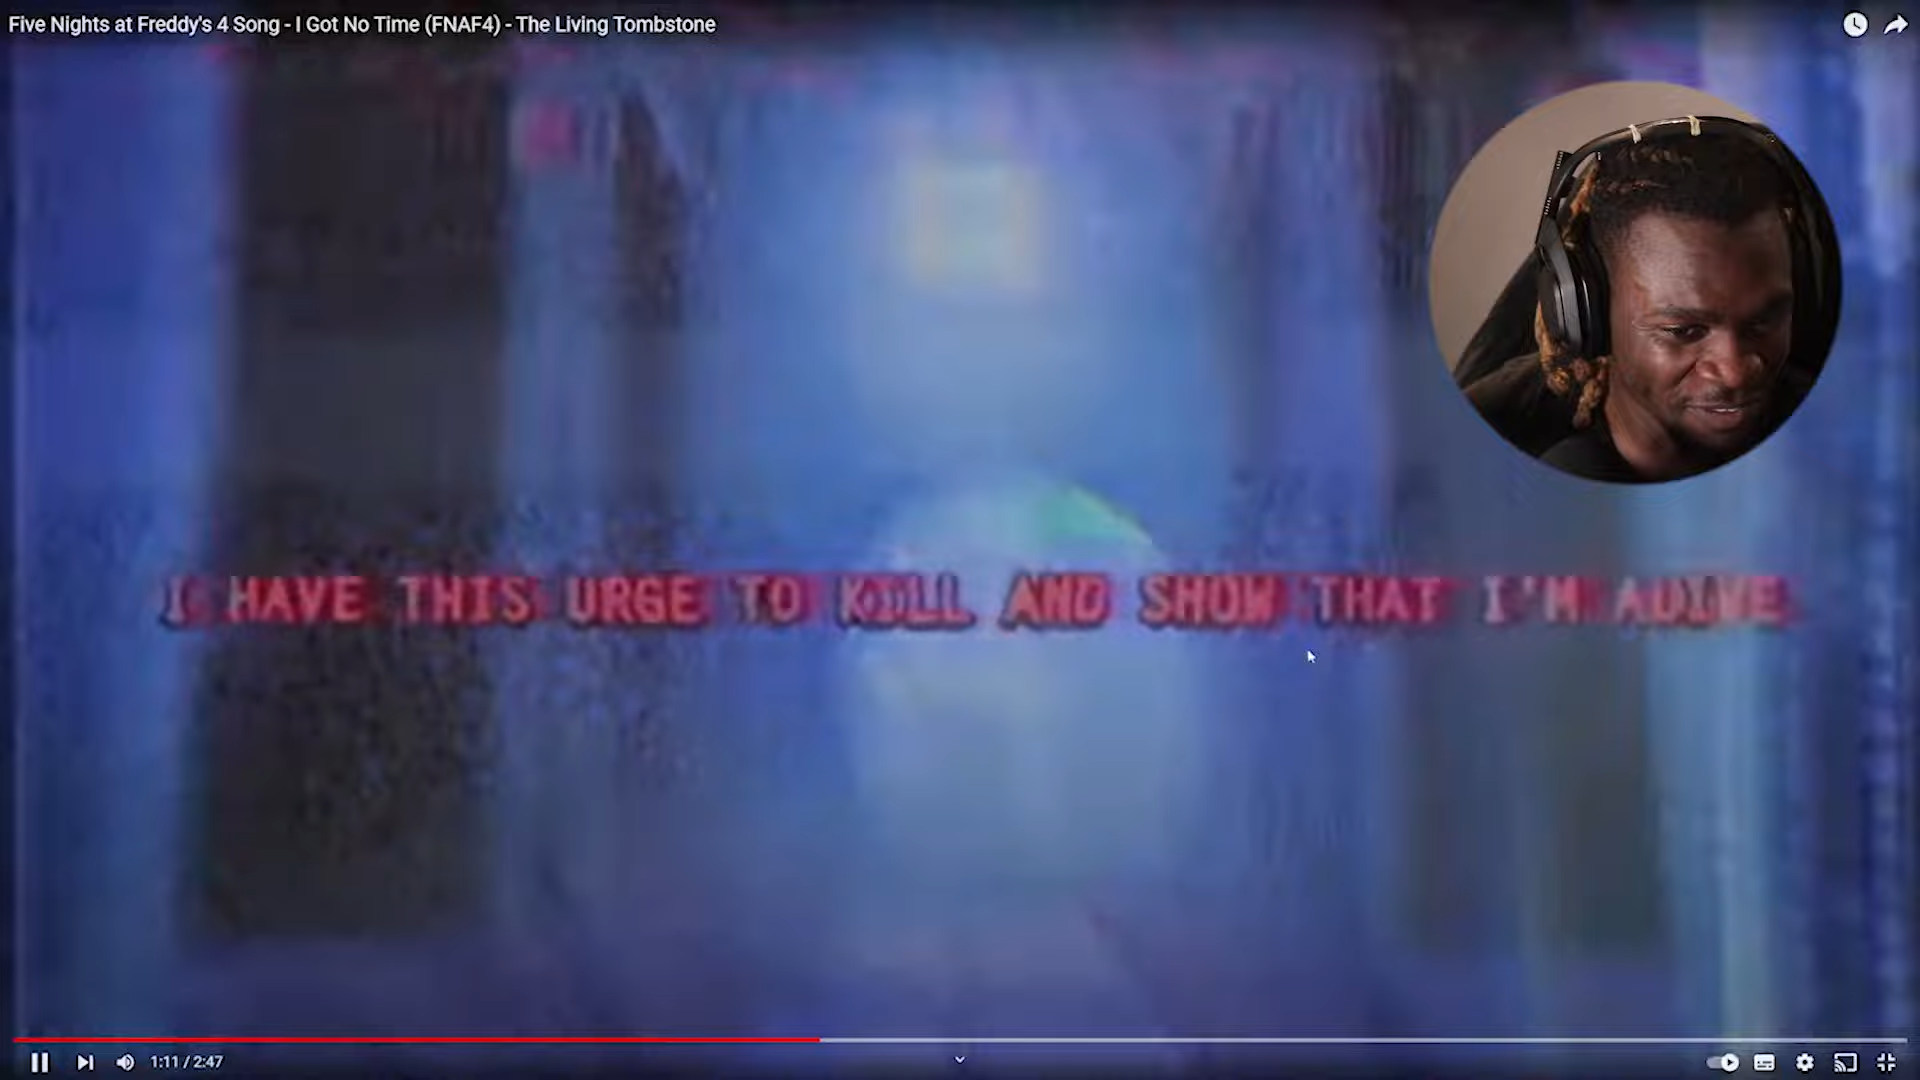 Five Nights at Freddy's 4 Song - I Got No Time (FNAF4) - The Living Tombstone
I HAVE THIS URGE TO KILL AND SHOW THAT I'M ALIVE
1:11 / 2:47